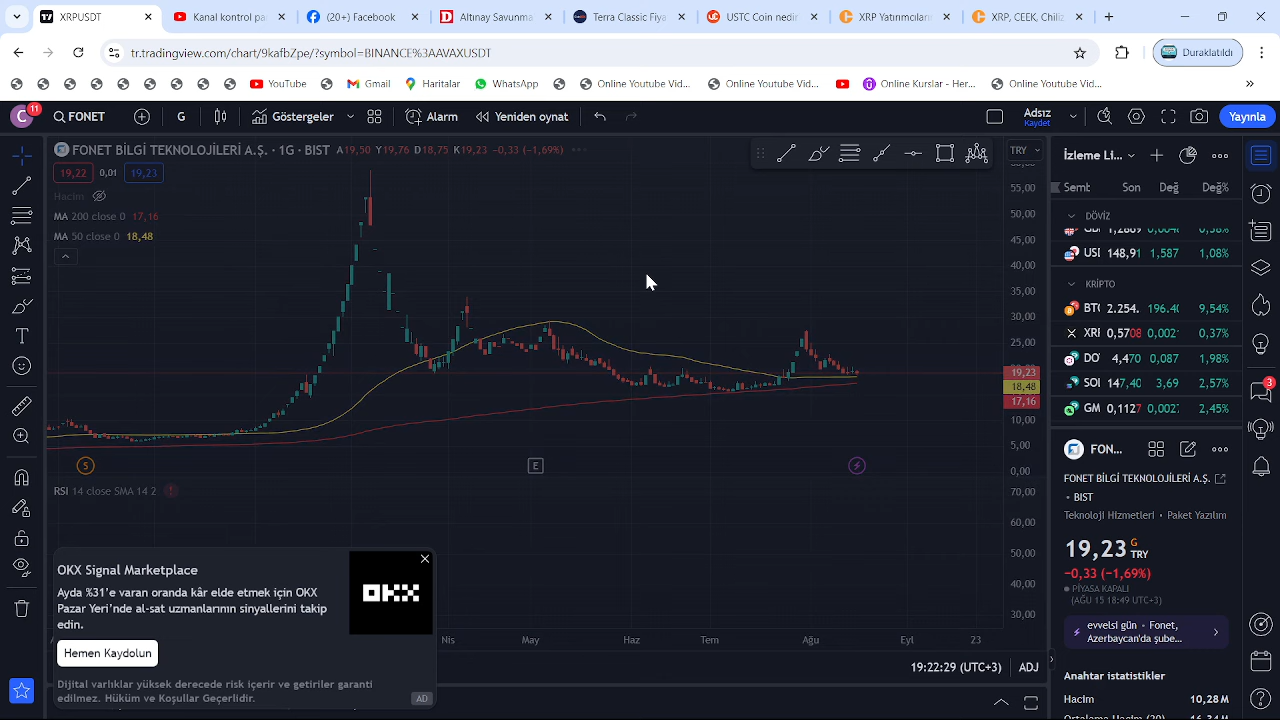 XRPUSDT
Kanal kontrol pa
(20+) Facebook
Dayı Savunma
Terra Classic Fiya
Coin nedir
XRP Yatırımcıları
XRP, CEEK, Chiliz
tr.tradingview.com/chart/9kafbZpe/?symbol=BINANCE%3AAVAXUSDT
Duraklatıldı
YouTube
Gmail
Haritalar
WhatsApp
Online Youtube Vid...
Online Youtube Vid...
Online Kurslar - Her...
Online Youtube Vid...
C
11
FONET
G
Göstergeler
Alarm
Yeniden oynat
Adsız
Kaydet
Yayınla
FONET BİLGİ TEKNOLOJİLERİ A.Ş. · 1G · BIST A19,50 Y19,76 D18,75 K19,23 −0,33 (−1,69%)
19,22
0,01
19,23
Hacim
MA 200 close 0 17,16
MA 50 close 0 18,48
TRY
55,00
50,00
45,00
40,00
35,00
30,00
25,00
19,23
18,48
17,16
10,00
5,00
0,00
S
E
RSI 14 close SMA 14 2
70,00
60,00
50,00
40,00
30,00
OKX Signal Marketplace
Ayda %31'e varan oranda kâr elde etmek için OKX
Pazar Yeri'nde al-sat uzmanlarının sinyallerini takip
edin.
Hemen Kaydolun
Dijital varlıklar yüksek derecede risk içerir ve getiriler garanti
edilmez. Hüküm ve Koşullar Geçerlidir.
AD
OKX
Nis
May
Haz
Tem
Ağu
Eyl
23
19:22:29 (UTC+3)
ADJ
İzleme Li...
Semb
Son
Değ
Değ%
DÖVİZ
USI 148,91 1,587 1,08%
KRİPTO
BTC 2.254. 196.4 9,54%
XRI 0,5708 0,002 0,37%
DO 4,470 0,087 1,98%
SOI 147,40 3,69 2,57%
GM 0,1127 0,002 2,45%
3
FON...
FONET BİLGİ TEKNOLOJİLERİ A.Ş.
• BIST
Teknoloji Hizmetleri • Paket Yazılım
19,23 G TRY
−0,33 (−1,69%)
PİYASA KAPALI
(AĞU 15 18:49 UTC+3)
evvelsi gün • Fonet,
Azerbaycan'da şube...
Anahtar istatistikler
Hacim
10,28 M
Ortalama Hacim (30)
16,34 M